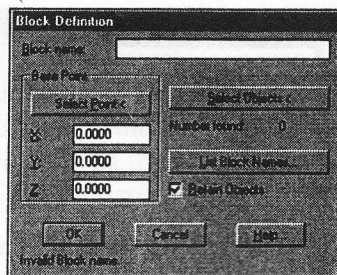 Block Definition
Block name:
Base Point
Select Point <
Select Objects <
X: 0.0000
Number found: 0
Y: 0.0000
List Block Names...
Z: 0.0000
Retain Objects
OK Cancel Help...
Invalid Block name.